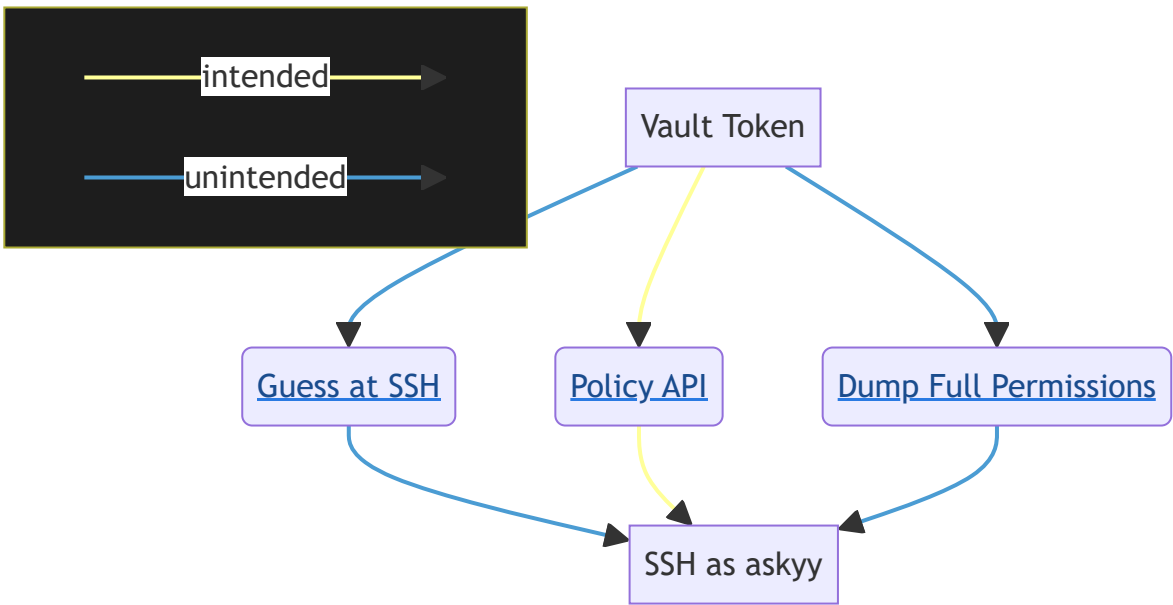 intended
unintended
Vault Token
Guess at SSH
Policy API
Dump Full Permissions
SSH as askyy